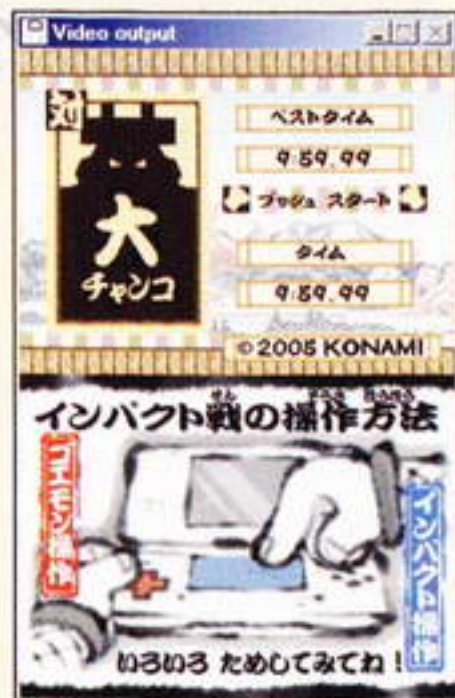 Video output
大
チャンコ
ベストタイム
9:59.99
プッシュ スタート
タイム
9:59.99
©2005 KONAMI
インパクト戦の操作方法
ゴエモン操作
インパクト操作
いろいろ ためしてみてね!